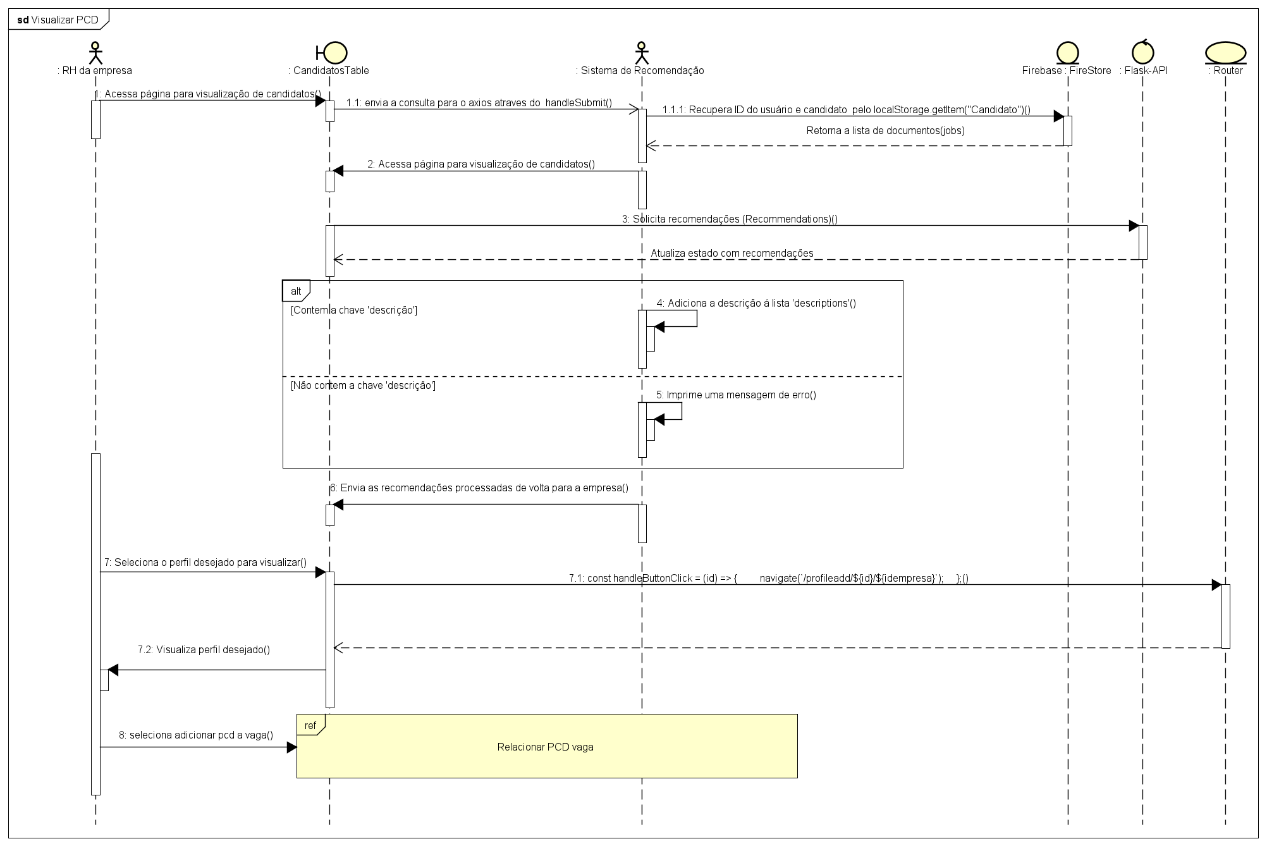 sd Visualizar PCD
: RH da empresa
: CandidatosTable
: Sistema de Recomendação
Firebase : FireStore
: Flask-API
: Router
1: Acessa página para visualização de candidatos()
1.1: envia a consulta para o axios atraves do handleSubmit()
1.1.1: Recupera ID do usuário e candidato pelo localStorage.getItem("Candidato")()
Retorna a lista de documentos(jobs)
2: Acessa página para visualização de candidatos()
3: Solicita recomendações (Recommendations)()
Atualiza estado com recomendações
alt
[Contem a chave 'descrição']
4: Adiciona a descrição á lista 'descriptions'()
[Não contem a chave 'descrição']
5: Imprime uma mensagem de erro()
6: Envia as recomendações processadas de volta para a empresa()
7: Seleciona o perfil desejado para visualizar()
7.1: const handleButtonClick = (id) => { navigate(`/profileadd/${id}/${idempresa}`); };()
7.2: Visualiza perfil desejado()
ref
8: seleciona adicionar pcd a vaga()
Relacionar PCD vaga